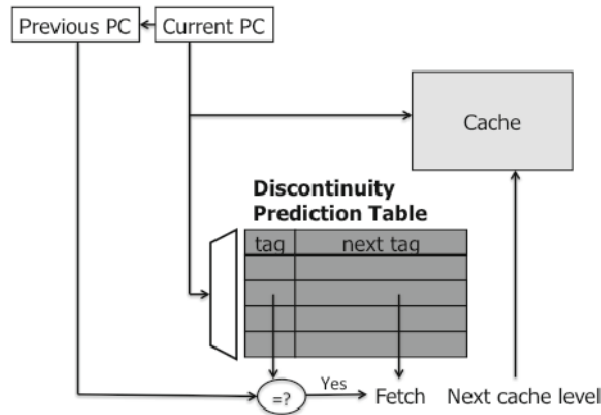 Previous PC
Current PC
Cache
Discontinuity
Prediction Table
tag
next tag
=?
Yes
Fetch
Next cache level